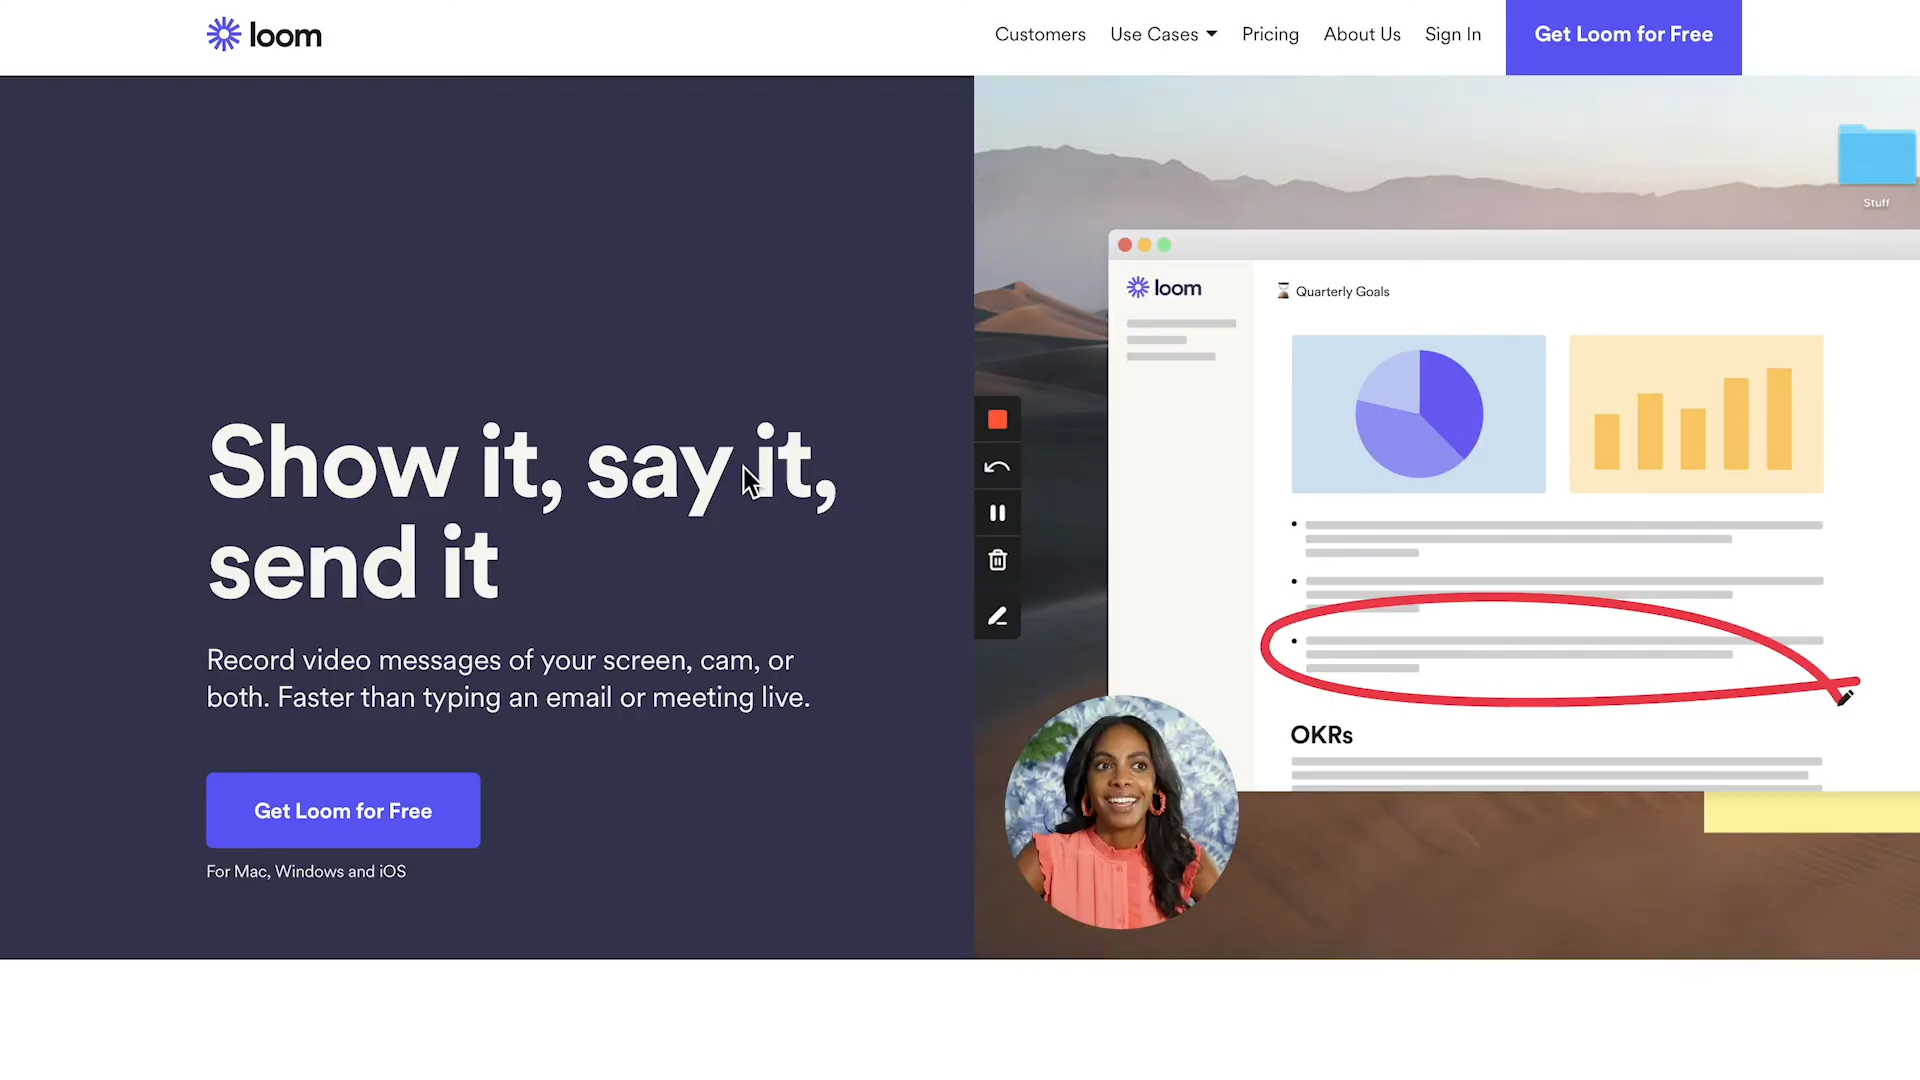 loom
Customers
Use Cases
Pricing
About Us
Sign In
Get Loom for Free
Show it, say it,
send it
Record video messages of your screen, cam, or
both. Faster than typing an email or meeting live.
Get Loom for Free
For Mac, Windows and iOS
Stuff
loom
Quarterly Goals
OKRs